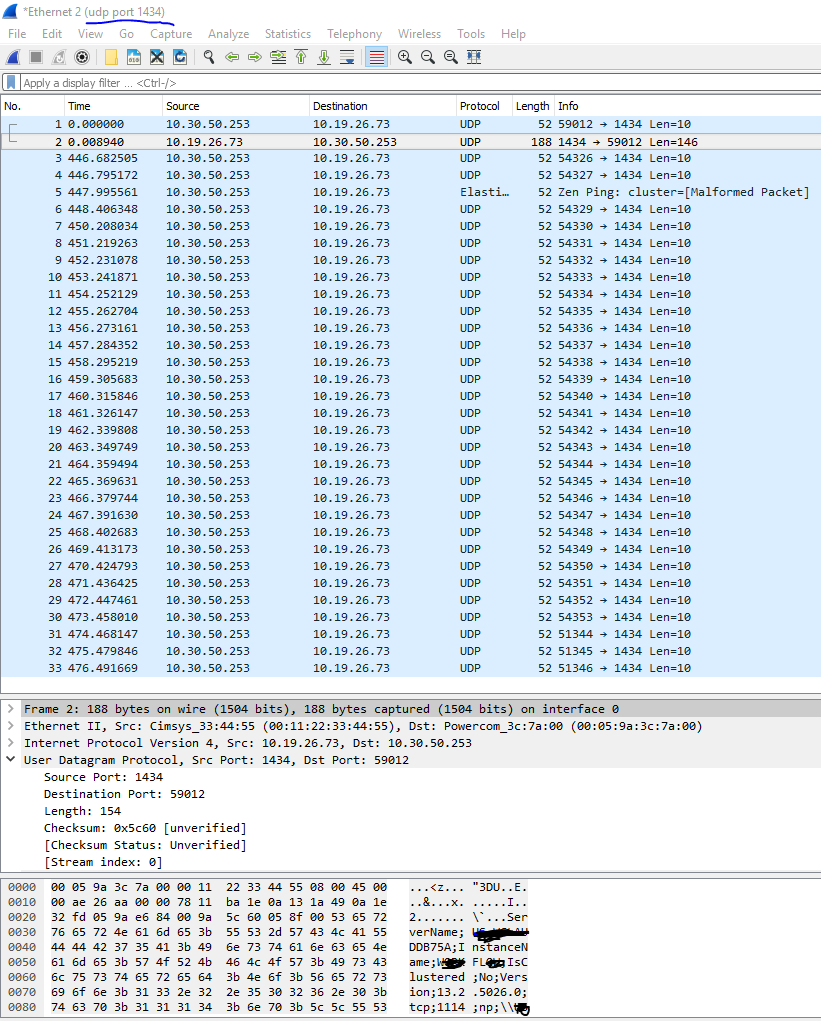 *Ethernet 2 (udp port 1434)
File Edit View Go Capture Analyze Statistics Telephony Wireless Tools Help
Apply a display filter ... <Ctrl-/>
No. Time Source Destination Protocol Length Info
1 0.000000 10.30.50.253 10.19.26.73 UDP 52 59012 → 1434 Len=10
2 0.008940 10.19.26.73 10.30.50.253 UDP 188 1434 → 59012 Len=146
3 446.682505 10.30.50.253 10.19.26.73 UDP 52 54326 → 1434 Len=10
4 446.795172 10.30.50.253 10.19.26.73 UDP 52 54327 → 1434 Len=10
5 447.995561 10.30.50.253 10.19.26.73 Elasti… 52 Zen Ping: cluster=[Malformed Packet]
6 448.406348 10.30.50.253 10.19.26.73 UDP 52 54329 → 1434 Len=10
7 450.208034 10.30.50.253 10.19.26.73 UDP 52 54330 → 1434 Len=10
8 451.219263 10.30.50.253 10.19.26.73 UDP 52 54331 → 1434 Len=10
9 452.231078 10.30.50.253 10.19.26.73 UDP 52 54332 → 1434 Len=10
10 453.241871 10.30.50.253 10.19.26.73 UDP 52 54333 → 1434 Len=10
11 454.252129 10.30.50.253 10.19.26.73 UDP 52 54334 → 1434 Len=10
12 455.262704 10.30.50.253 10.19.26.73 UDP 52 54335 → 1434 Len=10
13 456.273161 10.30.50.253 10.19.26.73 UDP 52 54336 → 1434 Len=10
14 457.284352 10.30.50.253 10.19.26.73 UDP 52 54337 → 1434 Len=10
15 458.295219 10.30.50.253 10.19.26.73 UDP 52 54338 → 1434 Len=10
16 459.305683 10.30.50.253 10.19.26.73 UDP 52 54339 → 1434 Len=10
17 460.315846 10.30.50.253 10.19.26.73 UDP 52 54340 → 1434 Len=10
18 461.326147 10.30.50.253 10.19.26.73 UDP 52 54341 → 1434 Len=10
19 462.339808 10.30.50.253 10.19.26.73 UDP 52 54342 → 1434 Len=10
20 463.349749 10.30.50.253 10.19.26.73 UDP 52 54343 → 1434 Len=10
21 464.359494 10.30.50.253 10.19.26.73 UDP 52 54344 → 1434 Len=10
22 465.369631 10.30.50.253 10.19.26.73 UDP 52 54345 → 1434 Len=10
23 466.379744 10.30.50.253 10.19.26.73 UDP 52 54346 → 1434 Len=10
24 467.391630 10.30.50.253 10.19.26.73 UDP 52 54347 → 1434 Len=10
25 468.402683 10.30.50.253 10.19.26.73 UDP 52 54348 → 1434 Len=10
26 469.413173 10.30.50.253 10.19.26.73 UDP 52 54349 → 1434 Len=10
27 470.424793 10.30.50.253 10.19.26.73 UDP 52 54350 → 1434 Len=10
28 471.436425 10.30.50.253 10.19.26.73 UDP 52 54351 → 1434 Len=10
29 472.447461 10.30.50.253 10.19.26.73 UDP 52 54352 → 1434 Len=10
30 473.458010 10.30.50.253 10.19.26.73 UDP 52 54353 → 1434 Len=10
31 474.468147 10.30.50.253 10.19.26.73 UDP 52 51344 → 1434 Len=10
32 475.479846 10.30.50.253 10.19.26.73 UDP 52 51345 → 1434 Len=10
33 476.491669 10.30.50.253 10.19.26.73 UDP 52 51346 → 1434 Len=10
Frame 2: 188 bytes on wire (1504 bits), 188 bytes captured (1504 bits) on interface 0
Ethernet II, Src: Cimsys_33:44:55 (00:11:22:33:44:55), Dst: Powercom_3c:7a:00 (00:05:9a:3c:7a:00)
Internet Protocol Version 4, Src: 10.19.26.73, Dst: 10.30.50.253
User Datagram Protocol, Src Port: 1434, Dst Port: 59012
Source Port: 1434
Destination Port: 59012
Length: 154
Checksum: 0x5c60 [unverified]
[Checksum Status: Unverified]
[Stream index: 0]
0000 00 05 9a 3c 7a 00 00 11 22 33 44 55 08 00 45 00 ...<z... "3DU..E.
0010 00 ae 26 aa 00 00 78 11 ba 1e 0a 13 1a 49 0a 1e ..&...x. .....I..
0020 32 fd 05 9a e6 84 00 9a 5c 60 05 8f 00 53 65 72 2....... \`...Ser
0030 76 65 72 4e 61 6d 65 3b 55 53 2d 57 43 4c 41 55 verName;
0040 44 44 42 37 35 41 3b 49 6e 73 74 61 6e 63 65 4e DDB75A;I nstanceN
0050 61 6d 65 3b 57 4f 52 4b 46 4c 4f 57 3b 49 73 43 ame; ;IsC
0060 6c 75 73 74 65 72 65 64 3b 4e 6f 3b 56 65 72 73 lustered ;No;Vers
0070 69 6f 6e 3b 31 33 2e 32 2e 35 30 32 36 2e 30 3b ion;13.2 .5026.0;
0080 74 63 70 3b 31 31 31 34 3b 6e 70 3b 5c 5c 55 53 tcp;1114 ;np;\\